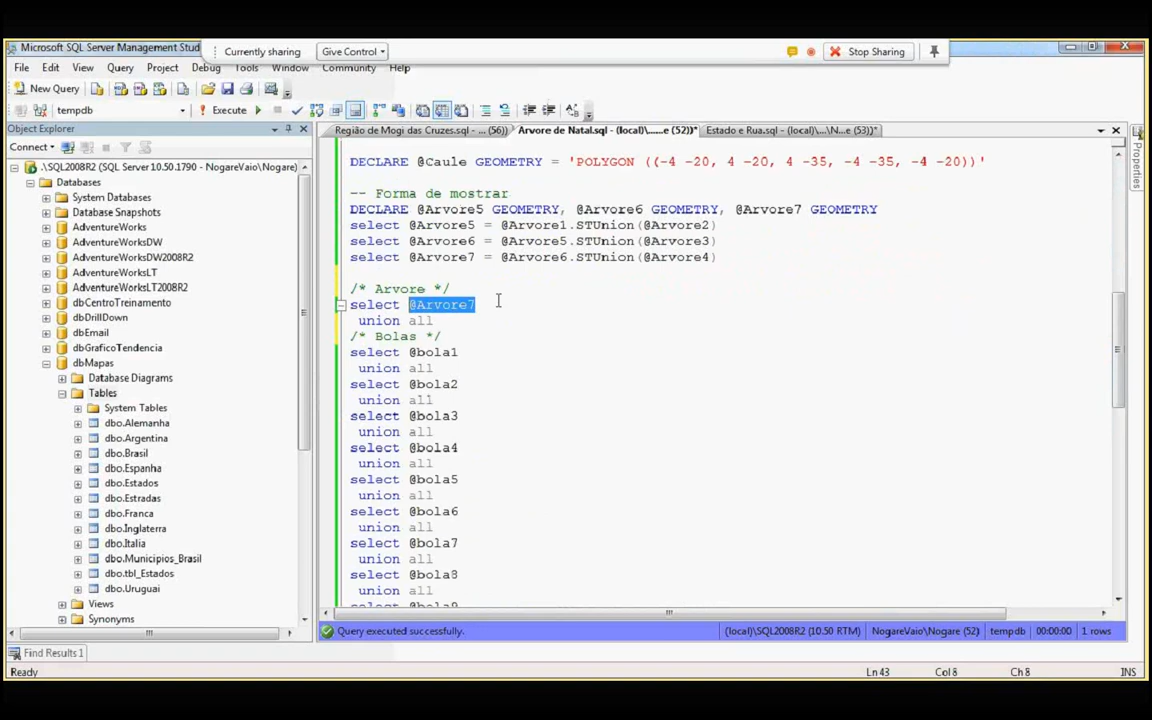 Microsoft SQL Server Management Stud
Currently sharing
Give Control
Stop Sharing
File Edit View Query Project Debug Tools Window Community Help
New Query
tempdb
Execute
Object Explorer
Região de Mogi das Cruzes.sql - ... (56))
Arvore de Natal.sql - (local)\......e (52))*
Estado e Rua.sql - (local)\...\N...e (53))*
Properties
Connect
.\SQL2008R2 (SQL Server 10.50.1790 - NogareVaio\Nogare)
Databases
System Databases
Database Snapshots
AdventureWorks
AdventureWorksDW
AdventureWorksDW2008R2
AdventureWorksLT
AdventureWorksLT2008R2
dbCentroTreinamento
dbDrillDown
dbEmail
dbGraficoTendencia
dbMapas
Database Diagrams
Tables
System Tables
dbo.Alemanha
dbo.Argentina
dbo.Brasil
dbo.Espanha
dbo.Estados
dbo.Estradas
dbo.Franca
dbo.Inglaterra
dbo.Italia
dbo.Municipios_Brasil
dbo.tbl_Estados
dbo.Uruguai
Views
Synonyms
DECLARE @Caule GEOMETRY = 'POLYGON ((-4 -20, 4 -20, 4 -35, -4 -35, -4 -20))'
-- Forma de mostrar
DECLARE @Arvore5 GEOMETRY, @Arvore6 GEOMETRY, @Arvore7 GEOMETRY
select @Arvore5 = @Arvore1.STUnion(@Arvore2)
select @Arvore6 = @Arvore5.STUnion(@Arvore3)
select @Arvore7 = @Arvore6.STUnion(@Arvore4)
/* Arvore */
select @Arvore7
union all
/* Bolas */
select @bola1
union all
select @bola2
union all
select @bola3
union all
select @bola4
union all
select @bola5
union all
select @bola6
union all
select @bola7
union all
select @bola8
union all
select @bola9
Query executed successfully.
(local)\SQL2008R2 (10.50 RTM)
NogareVaio\Nogare (52)
tempdb
00:00:00
1 rows
Find Results 1
Ready
Ln 43
Col 8
Ch 8
INS